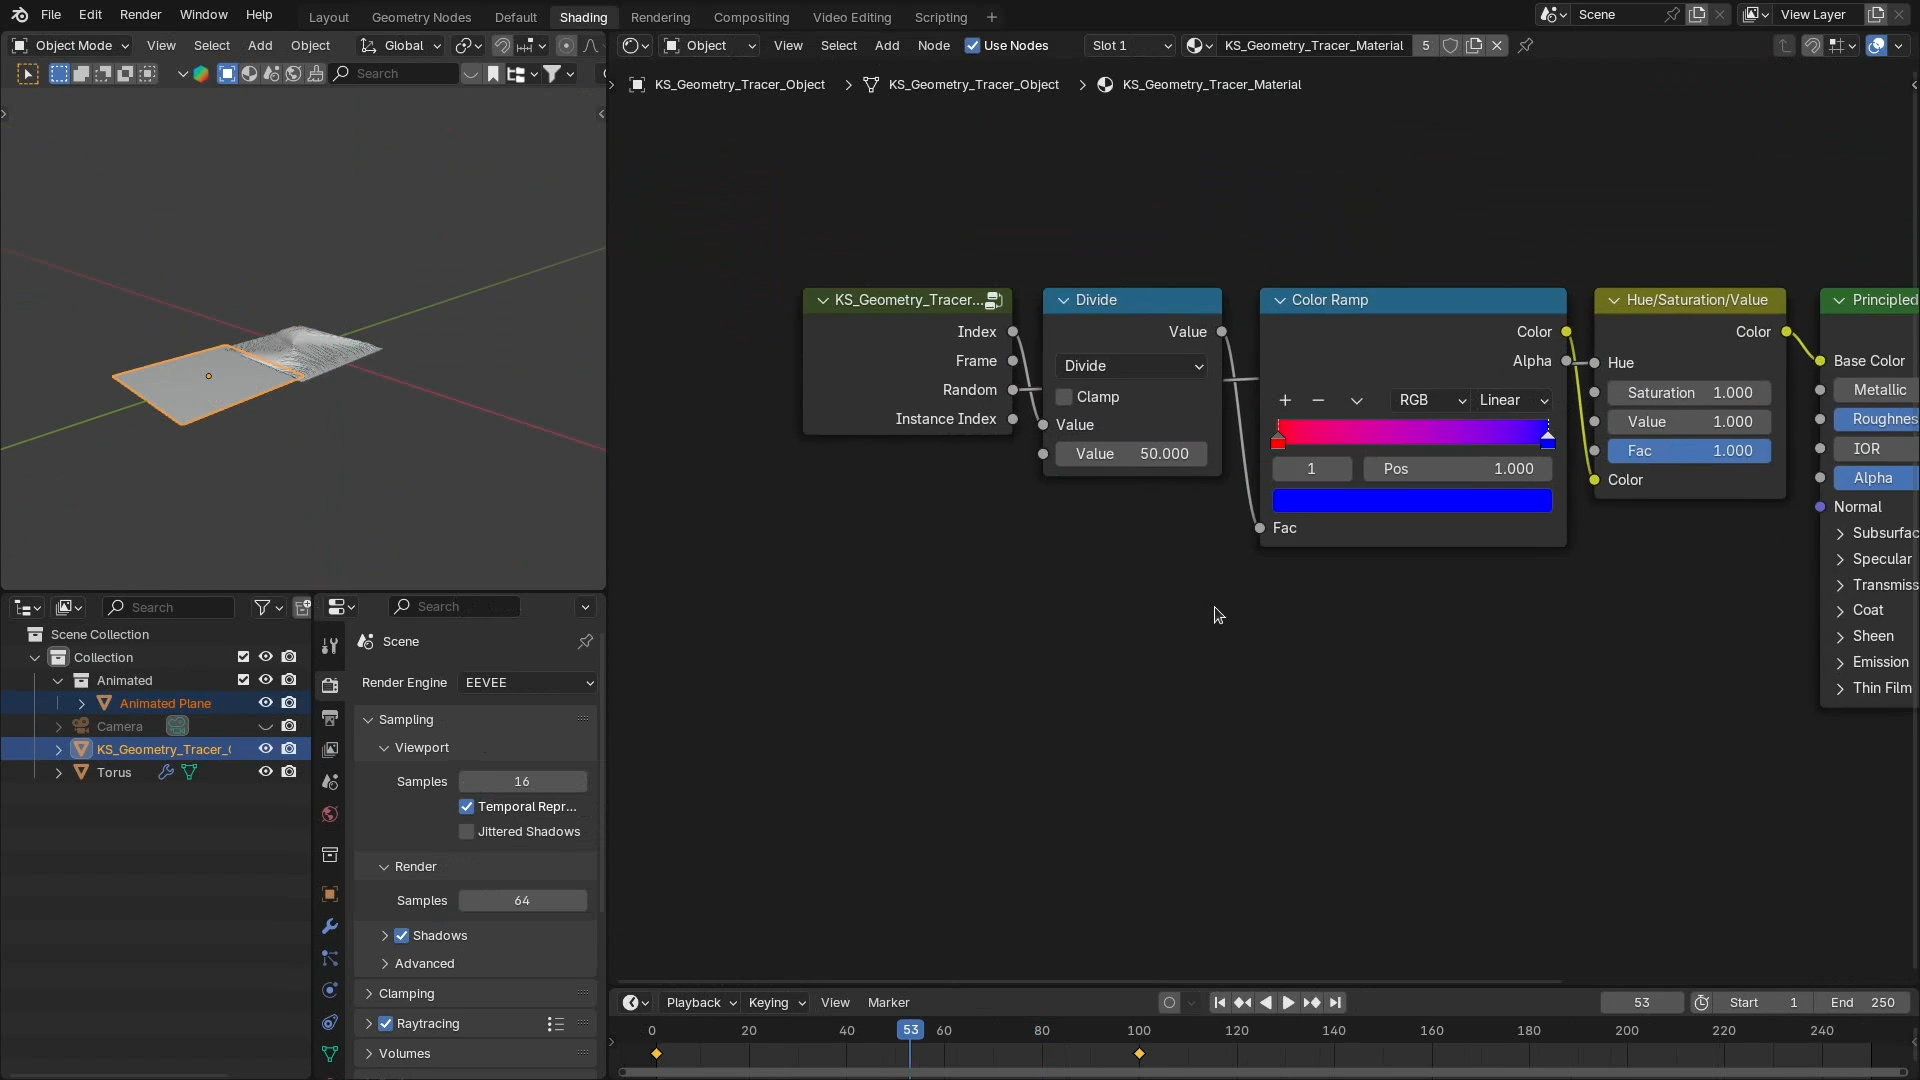 File Edit Render Window Help Layout Geometry Nodes Default Shading Rendering Compositing Video Editing Scripting + Scene View Layer
Object Mode View Select Add Object Global
Object View Select Add Node Use Nodes Slot 1 KS_Geometry_Tracer_Material 5
Search
KS_Geometry_Tracer_Object KS_Geometry_Tracer_Object KS_Geometry_Tracer_Material
KS_Geometry_Tracer...
Index
Frame
Random
Instance Index
Divide
Value
Divide
Clamp
Value
Value 50.000
Color Ramp
Color
Alpha
RGB Linear
1 Pos 1.000
Fac
Hue/Saturation/Value
Color
Hue
Saturation 1.000
Value 1.000
Fac 1.000
Color
Principled
Base Color
Metallic
Roughnes
IOR
Alpha
Normal
Subsurfac
Specular
Transmiss
Coat
Sheen
Emission
Thin Film
Search
Scene Collection
Collection
Animated
Animated Plane
Camera
KS_Geometry_Tracer_(
Torus
Search
Scene
Render Engine EEVEE
Sampling
Viewport
Samples 16
Temporal Repr...
Jittered Shadows
Render
Samples 64
Shadows
Advanced
Clamping
Raytracing
Volumes
Playback Keying View Marker 53 Start 1 End 250
0 20 40 53 60 80 100 120 140 160 180 200 220 240